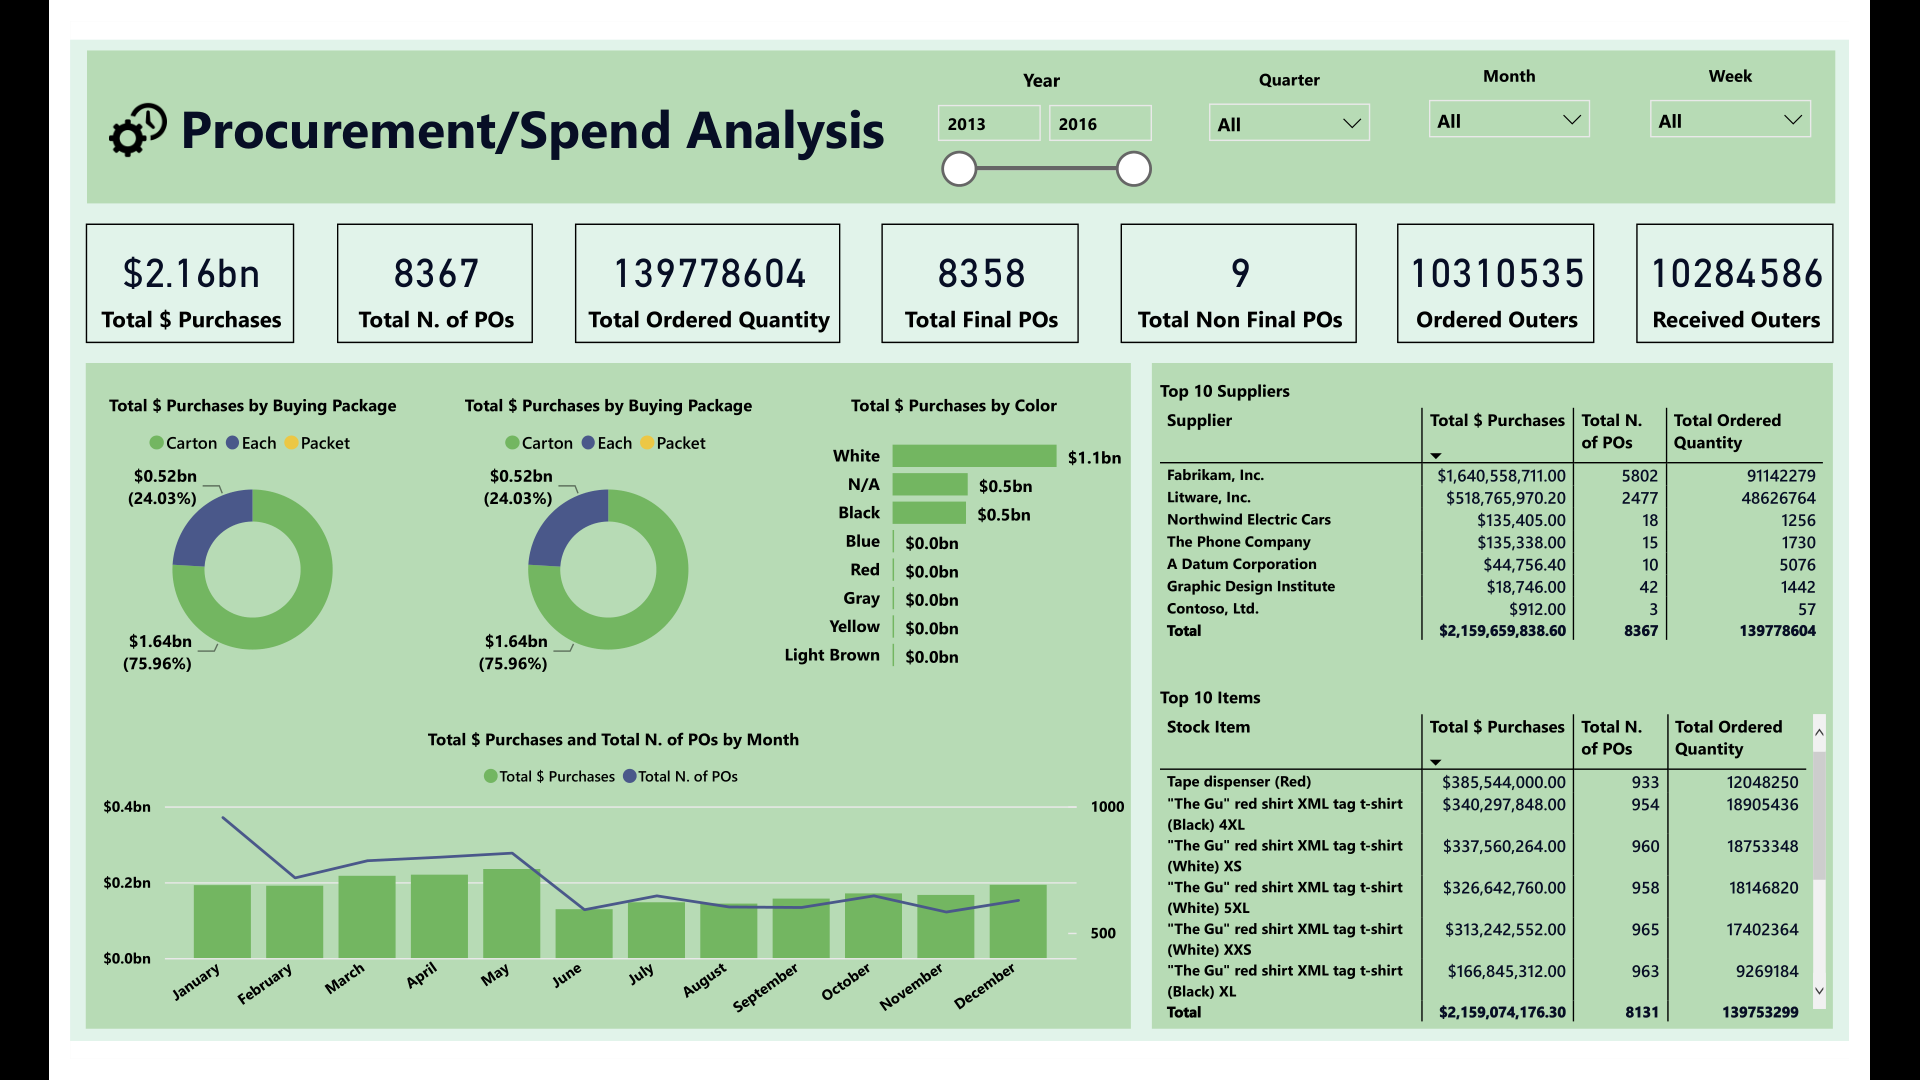 Procurement/Spend Analysis
Year
2013 2016
Quarter
All
Month
All
Week
All
$2.16bn
Total $ Purchases
8367
Total N. of POs
139778604
Total Ordered Quantity
8358
Total Final POs
9
Total Non Final POs
10310535
Ordered Outers
10284586
Received Outers
Total $ Purchases by Buying Package
Carton Each Packet
$0.52bn
(24.03%)
$1.64bn
(75.96%)
Total $ Purchases by Buying Package
Carton Each Packet
$0.52bn
(24.03%)
$1.64bn
(75.96%)
Total $ Purchases by Color
White $1.1bn
N/A $0.5bn
Black $0.5bn
Blue $0.0bn
Red $0.0bn
Gray $0.0bn
Yellow $0.0bn
Light Brown $0.0bn
Total $ Purchases and Total N. of POs by Month
Total $ Purchases Total N. of POs
$0.4bn 1000
$0.2bn
500
$0.0bn
January February March April May June July August September October November December
Top 10 Suppliers
Supplier Total $ Purchases Total N. Total Ordered
of POs Quantity
Fabrikam, Inc. $1,640,558,711.00 5802 91142279
Litware, Inc. $518,765,970.20 2477 48626764
Northwind Electric Cars $135,405.00 18 1256
The Phone Company $135,338.00 15 1730
A Datum Corporation $44,756.40 10 5076
Graphic Design Institute $18,746.00 42 1442
Contoso, Ltd. $912.00 3 57
Total $2,159,659,838.60 8367 139778604
Top 10 Items
Stock Item Total $ Purchases Total N. Total Ordered
of POs Quantity
Tape dispenser (Red) $385,544,000.00 933 12048250
"The Gu" red shirt XML tag t-shirt $340,297,848.00 954 18905436
(Black) 4XL
"The Gu" red shirt XML tag t-shirt $337,560,264.00 960 18753348
(White) XS
"The Gu" red shirt XML tag t-shirt $326,642,760.00 958 18146820
(White) 5XL
"The Gu" red shirt XML tag t-shirt $313,242,552.00 965 17402364
(White) XXS
"The Gu" red shirt XML tag t-shirt $166,845,312.00 963 9269184
(Black) XL
Total $2,159,074,176.30 8131 139753299